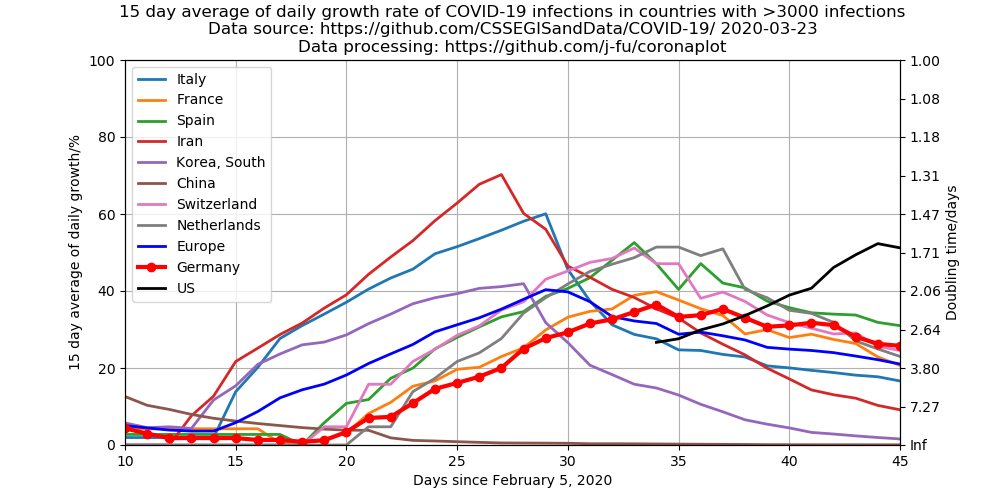 15 day average of daily growth rate of COVID-19 infections in countries with >3000 infections
Data source: https://github.com/CSSEGISandData/COVID-19/ 2020-03-23
Data processing: https://github.com/j-fu/coronaplot
15 day average of daily growth/%
100
80
60
40
20
0
Italy
France
Spain
Iran
Korea, South
China
Switzerland
Netherlands
Europe
Germany
US
1.00
1.08
1.18
1.31
1.47
1.71
2.06
2.64
3.80
7.27
Inf
Doubling time/days
10 15 20 25 30 35 40 45
Days since February 5, 2020